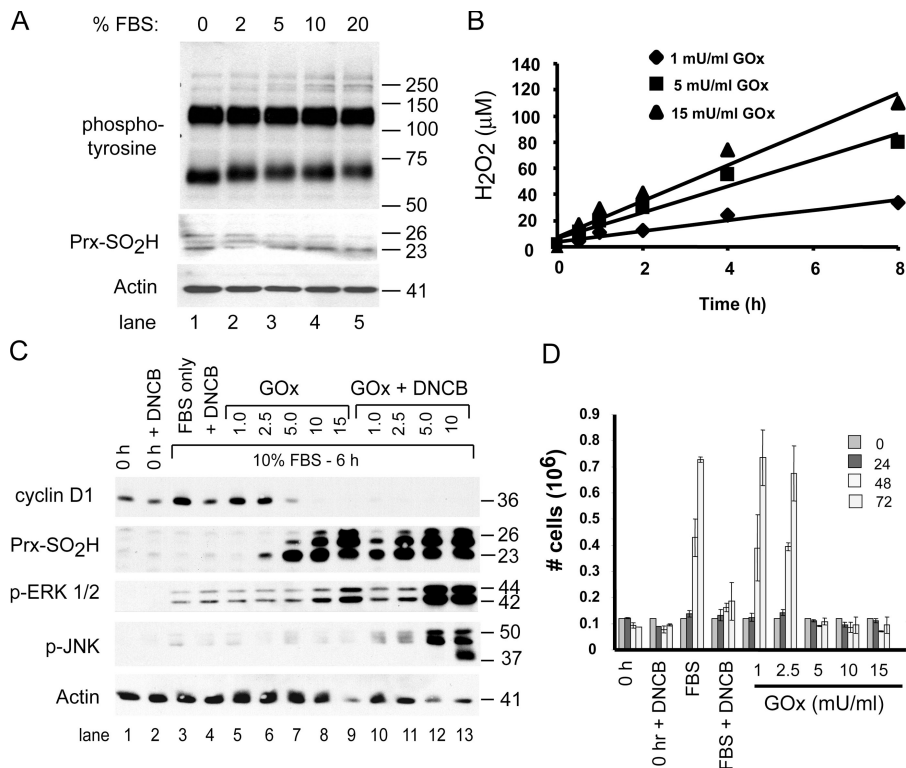 A
% FBS: 0 2 5 10 20
phospho-
tyrosine
250
150
100
75
50
Prx-SO2H
26
23
Actin
41
lane 1 2 3 4 5
B
1 mU/ml GOx
5 mU/ml GOx
15 mU/ml GOx
H2O2 (μM)
140
120
100
80
60
40
20
0
0 2 4 6 8
Time (h)
C
0 h
0 h + DNCB
FBS only
+ DNCB
GOx
1.0 2.5 5.0 10 15
GOx + DNCB
1.0 2.5 5.0 10
10% FBS - 6 h
cyclin D1
36
Prx-SO2H
26
23
p-ERK 1/2
44
42
p-JNK
50
37
Actin
41
lane 1 2 3 4 5 6 7 8 9 10 11 12 13
D
# cells (10^6)
0.9
0.8
0.7
0.6
0.5
0.4
0.3
0.2
0.1
0
0
24
48
72
0 h
0 hr + DNCB
FBS
FBS + DNCB
1 2.5 5 10 15
GOx (mU/ml)